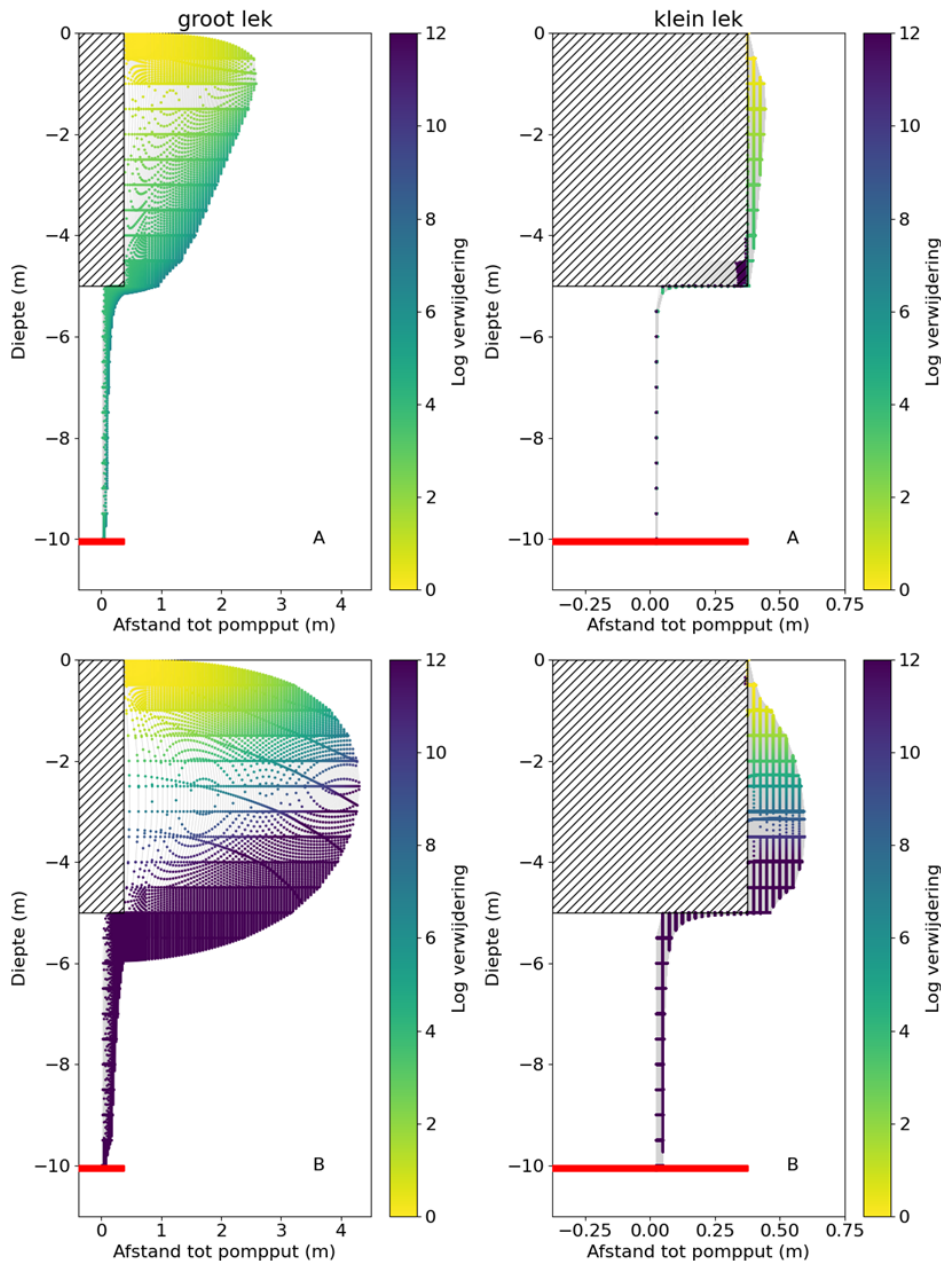 groot lek
klein lek
0
−2
−4
−6
−8
−10
Diepte (m)
0 1 2 3 4
Afstand tot pompput (m)
A
12
10
8
6
4
2
0
Log verwijdering
0
−2
−4
−6
−8
−10
Diepte (m)
−0.25 0.00 0.25 0.50 0.75
Afstand tot pompput (m)
A
12
10
8
6
4
2
0
Log verwijdering
0
−2
−4
−6
−8
−10
Diepte (m)
0 1 2 3 4
Afstand tot pompput (m)
B
12
10
8
6
4
2
0
Log verwijdering
0
−2
−4
−6
−8
−10
Diepte (m)
−0.25 0.00 0.25 0.50 0.75
Afstand tot pompput (m)
B
12
10
8
6
4
2
0
Log verwijdering